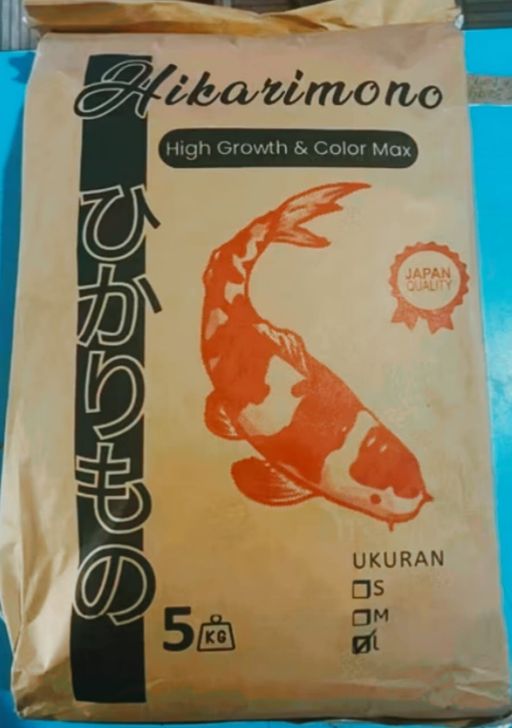 Hikarimono
High Growth & Color Max
ひかりもの
JAPAN
QUALITY
UKURAN
S
M
L
5 KG